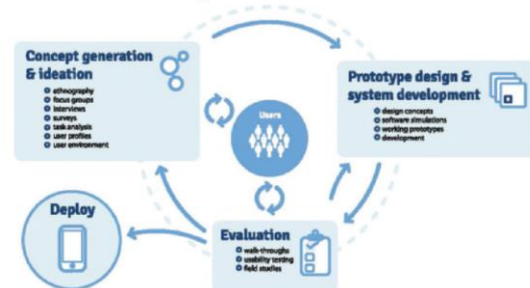 Concept generation
& ideation
ethnography
focus groups
interviews
surveys
task analysis
user profiles
user environment
Prototype design &
system development
design concepts
software simulations
working prototypes
development
Users
Deploy
Evaluation
walk-throughs
usability testing
field studies